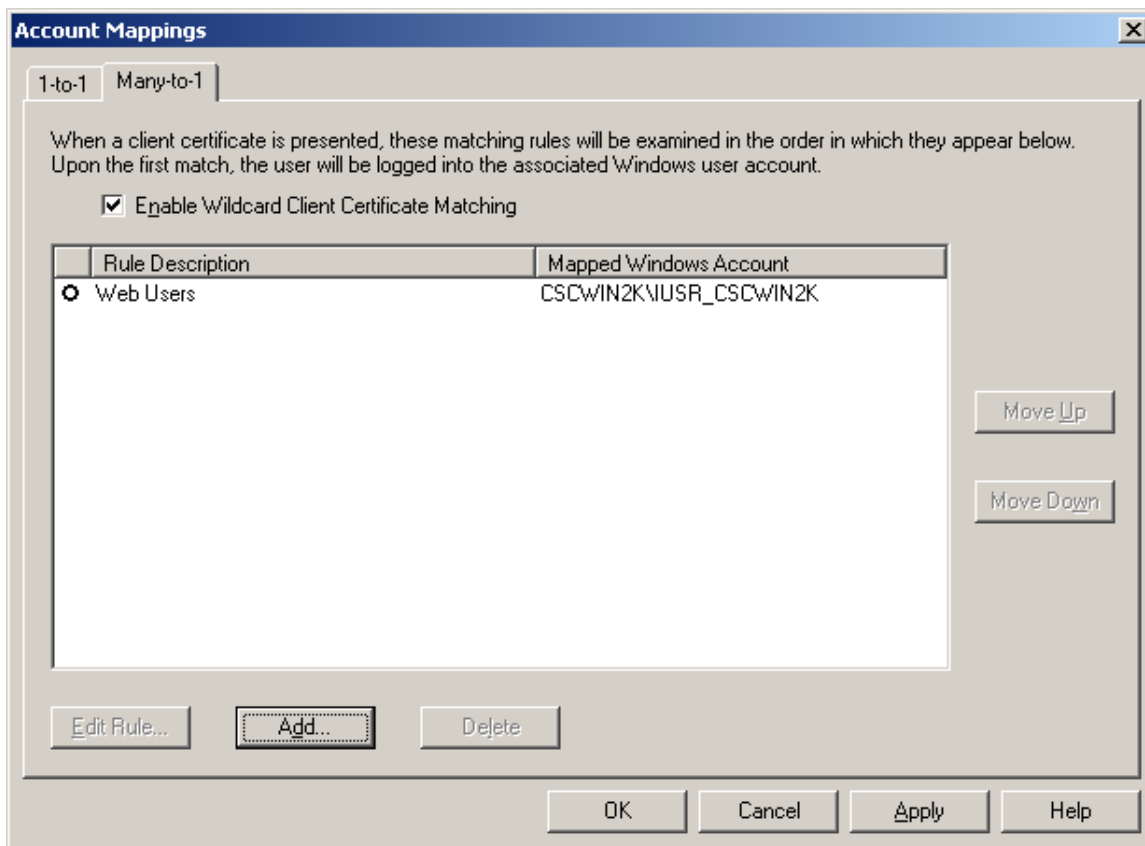 Account Mappings
1-to-1 Many-to-1
When a client certificate is presented, these matching rules will be examined in the order in which they appear below.
Upon the first match, the user will be logged into the associated Windows user account.
Enable Wildcard Client Certificate Matching
Rule Description Mapped Windows Account
Web Users CSCWIN2K\IUSR_CSCWIN2K
Move Up
Move Down
Edit Rule... Add... Delete
OK Cancel Apply Help